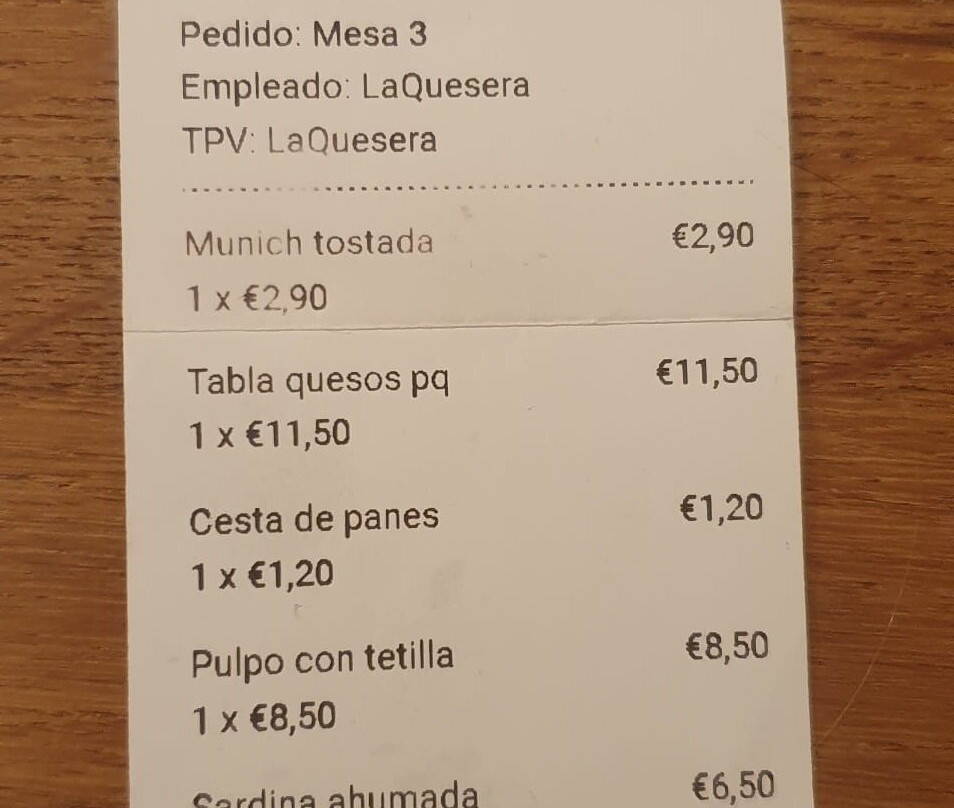 Pedido: Mesa 3
Empleado: LaQuesera
TPV: LaQuesera
Munich tostada €2,90
1 x €2,90
Tabla quesos pq €11,50
1 x €11,50
Cesta de panes €1,20
1 x €1,20
Pulpo con tetilla €8,50
1 x €8,50
Sardina ahumada €6,50